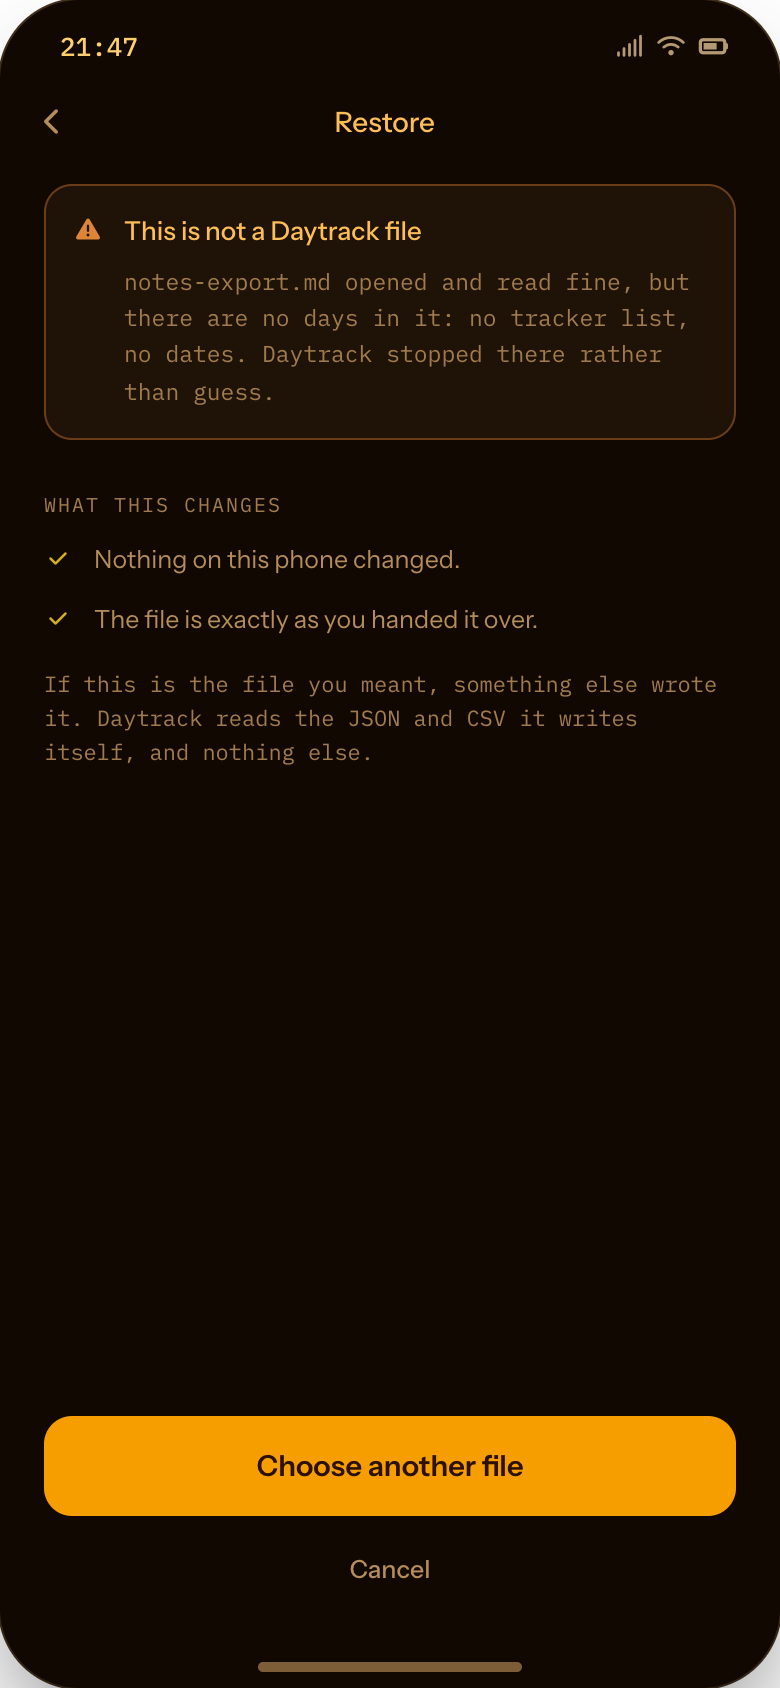 21:47
Restore
This is not a Daytrack file
notes-export.md opened and read fine, but
there are no days in it: no tracker list,
no dates. Daytrack stopped there rather
than guess.
WHAT THIS CHANGES
Nothing on this phone changed.
The file is exactly as you handed it over.
If this is the file you meant, something else wrote
it. Daytrack reads the JSON and CSV it writes
itself, and nothing else.
Choose another file
Cancel